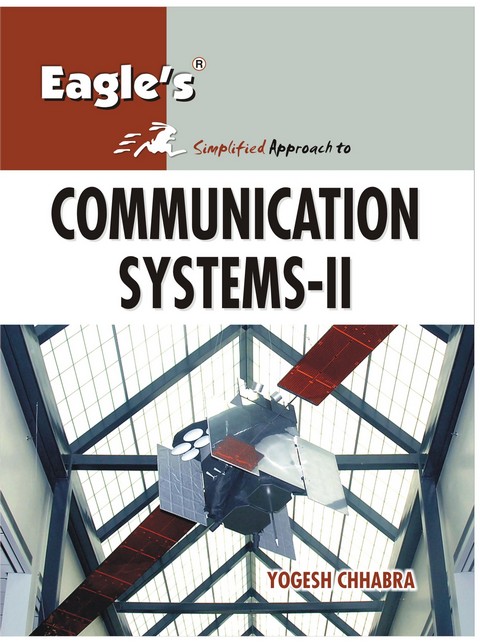 Eagle's®
Simplified Approach to
COMMUNICATION
SYSTEMS-II
YOGESH CHHABRA